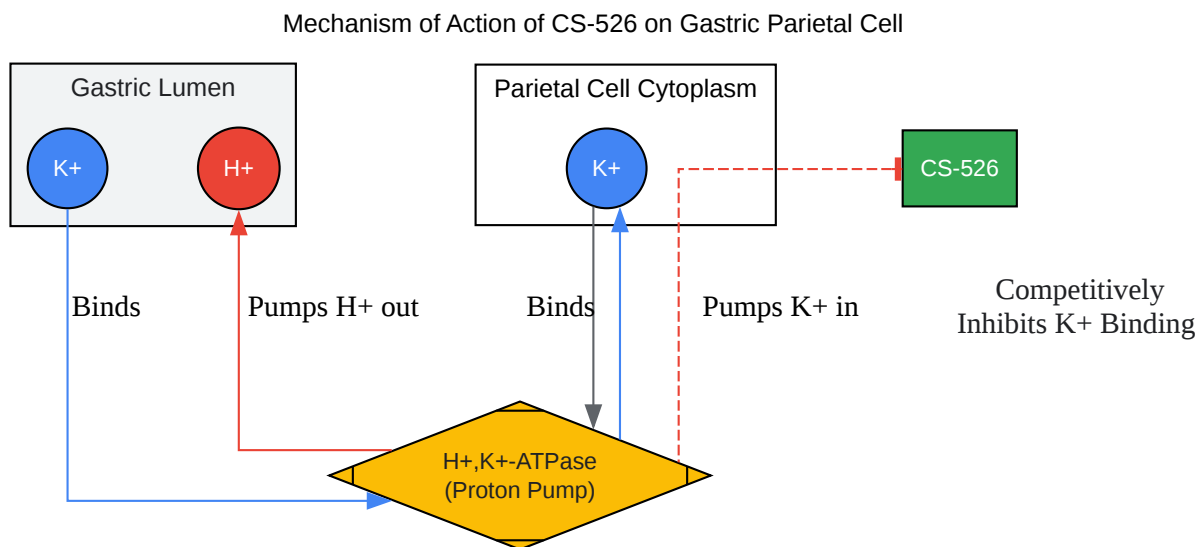 Mechanism of Action of CS-526 on Gastric Parietal Cell
Gastric Lumen
Parietal Cell Cytoplasm
K+
H+
K+
CS-526
Binds
Pumps H+ out
Binds
Pumps K+ in
Competitively
Inhibits K+ Binding
H+,K+-ATPase
(Proton Pump)